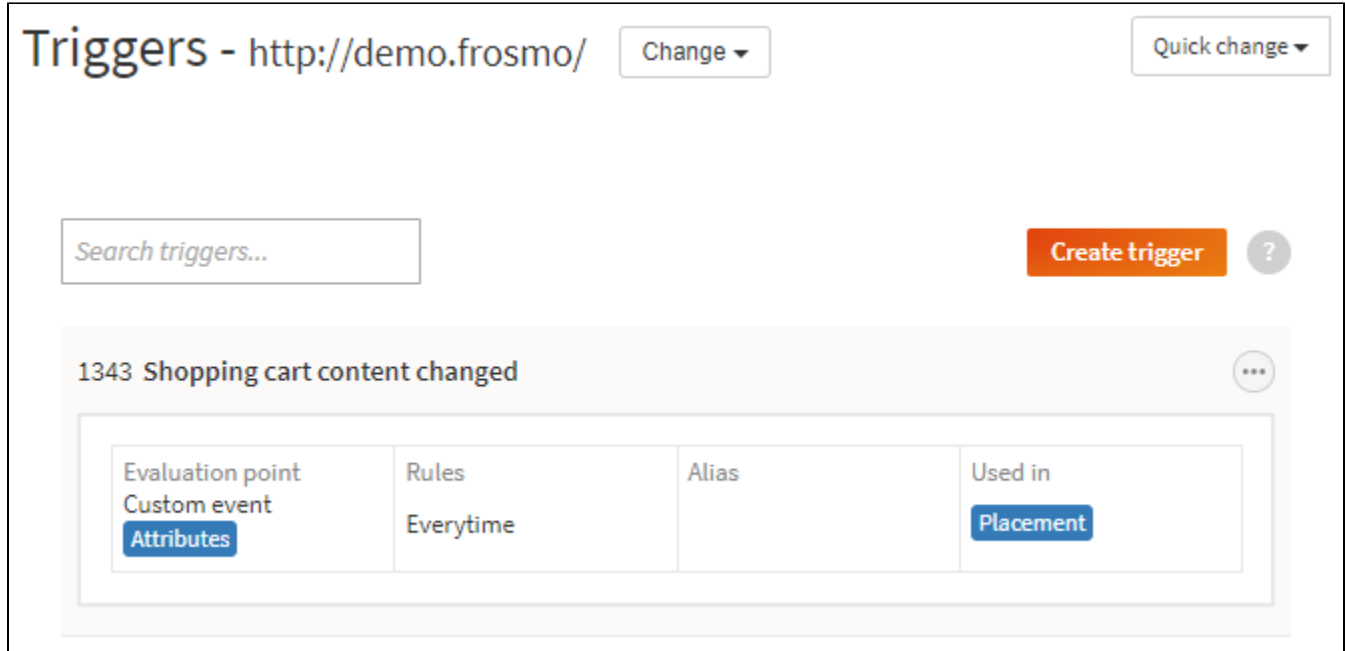 Triggers - http://demo.frosmo/ Change Quick change
Search triggers... Create trigger ?
1343 Shopping cart content changed
Evaluation point Rules Alias Used in
Custom event
Attributes Everytime Placement